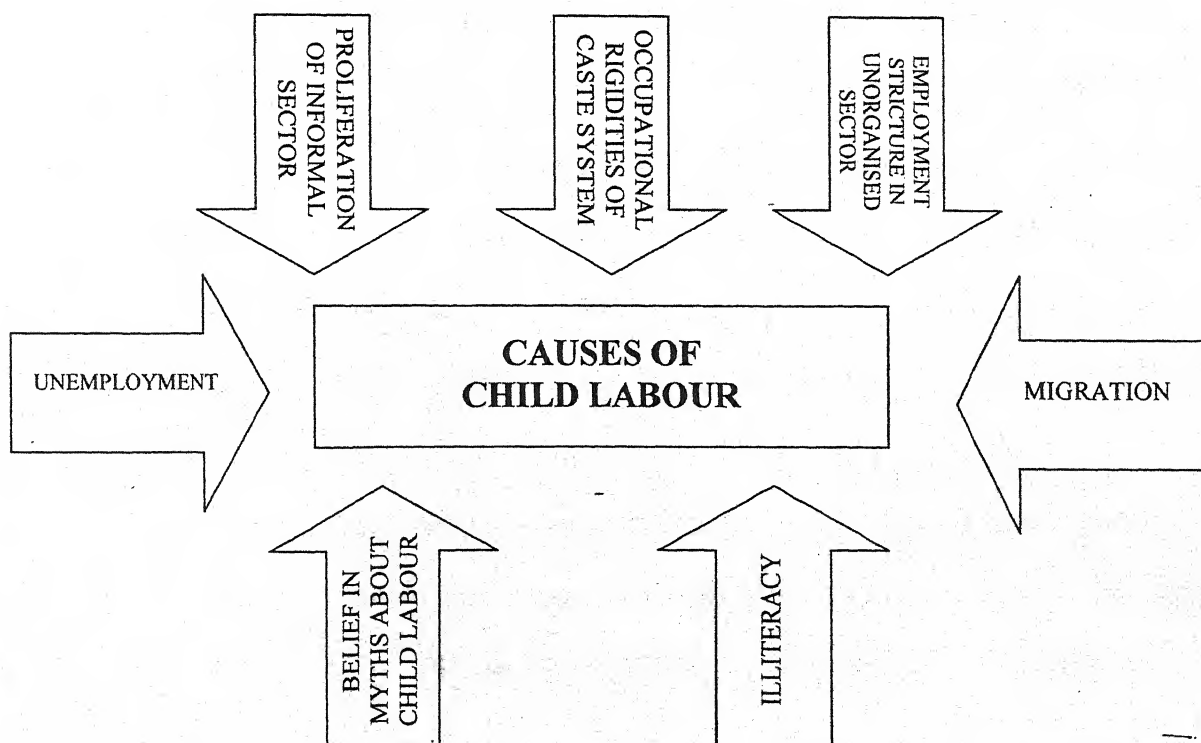 PROLIFERATION
OF INFORMAL
SECTOR
OCCUPATIONAL
RIGIDITIES OF
CASTE SYSTEM
EMPLOYMENT
STRICTURE IN
UNORGANISED
SECTOR
UNEMPLOYMENT
CAUSES OF
CHILD LABOUR
MIGRATION
BELIEF IN
MYTHS ABOUT
CHILD LABOUR
ILLITERACY